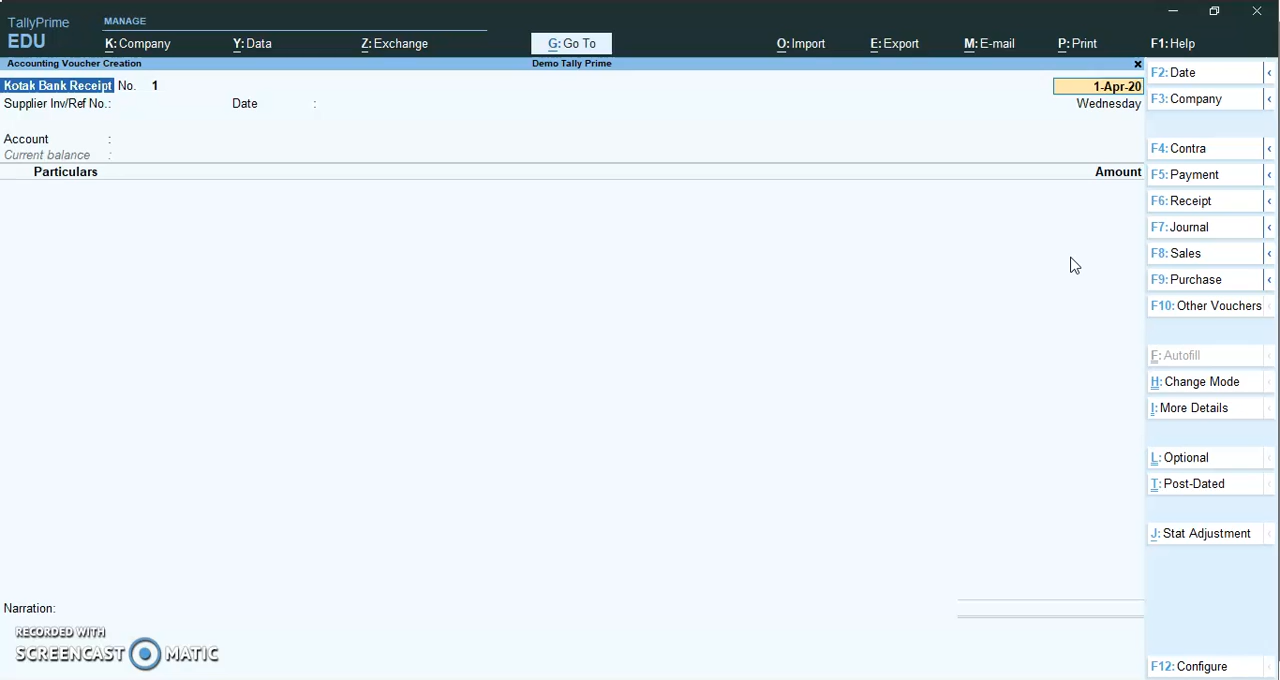 TallyPrime
EDU
MANAGE
K: Company
Y: Data
Z: Exchange
G: Go To
O: Import
E: Export
M: E-mail
P: Print
F1: Help
Accounting Voucher Creation
Demo Tally Prime
Kotak Bank Receipt No. 1
1-Apr-20
Supplier Inv/Ref No.:
Date :
Wednesday
Account :
Current balance :
Particulars
Amount
F2: Date
F3: Company
F4: Contra
F5: Payment
F6: Receipt
F7: Journal
F8: Sales
F9: Purchase
F10: Other Vouchers
F: Autofill
H: Change Mode
I: More Details
L: Optional
T: Post-Dated
J: Stat Adjustment
F12: Configure
Narration:
RECORDED WITH
SCREENCAST MATIC